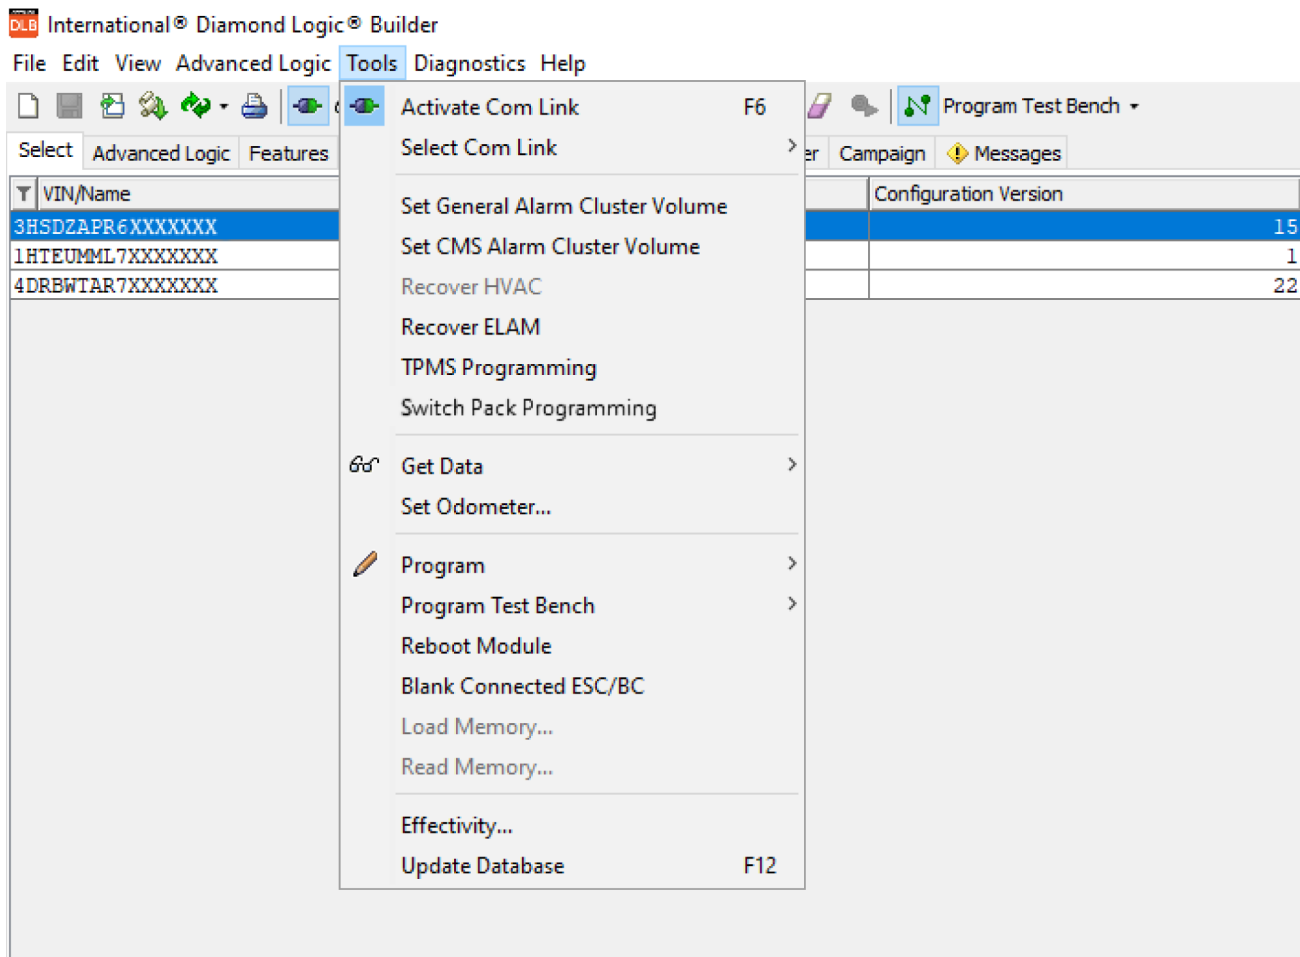 DLB International® Diamond Logic® Builder
File Edit View Advanced Logic Tools Diagnostics Help
Program Test Bench
Select Advanced Logic Features er Campaign Messages
VIN/Name Configuration Version
3HSDZAPR6XXXXXXX 15
1HTEUMML7XXXXXXX 1
4DRBWTAR7XXXXXXX 22
Activate Com Link F6
Select Com Link
Set General Alarm Cluster Volume
Set CMS Alarm Cluster Volume
Recover HVAC
Recover ELAM
TPMS Programming
Switch Pack Programming
Get Data
Set Odometer...
Program
Program Test Bench
Reboot Module
Blank Connected ESC/BC
Load Memory...
Read Memory...
Effectivity...
Update Database F12